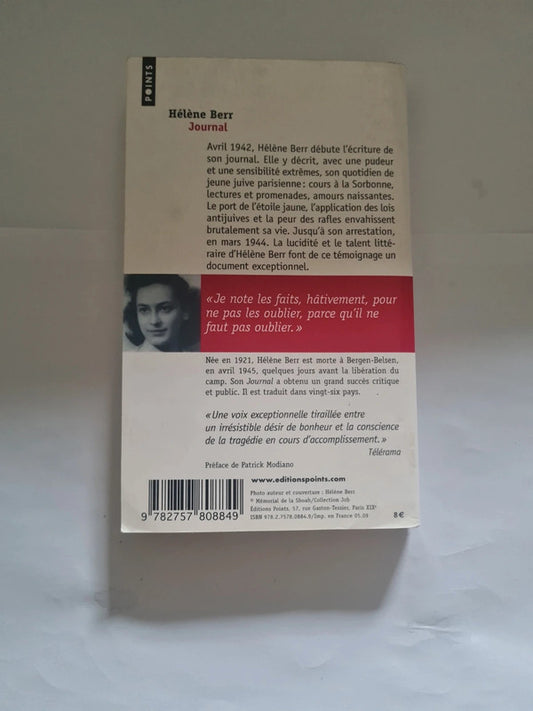 POINTS
Hélène Berr
Journal
Avril 1942, Hélène Berr débute l'écriture de
son journal. Elle y décrit, avec une pudeur
et une sensibilité extrêmes, son quotidien de
jeune juive parisienne : cours à la Sorbonne,
lectures et promenades, amours naissantes.
Le port de l'étoile jaune, l'application des lois
antijuives et la peur des rafles envahissent
brutalement sa vie. Jusqu'à son arrestation,
en mars 1944. La lucidité et le talent litté-
raire d'Hélène Berr font de ce témoignage un
document exceptionnel.
« Je note les faits, hâtivement, pour
ne pas les oublier, parce qu'il ne
faut pas oublier. »
Née en 1921, Hélène Berr est morte à Bergen-Belsen,
en avril 1945, quelques jours avant la libération du
camp. Son Journal a obtenu un grand succès critique
et public. Il est traduit dans vingt-six pays.
« Une voix exceptionnelle tiraillée entre
un irrésistible désir de bonheur et la conscience
de la tragédie en cours d'accomplissement. »
Télérama
Préface de Patrick Modiano
www.editionspoints.com
Photo auteur et couverture : Hélène Berr
© Mémorial de la Shoah/Collection Job
Éditions Points, 57, rue Gaston-Tessier, Paris XIXe
ISBN 978.2.7578.0884.9/Imp. en France 05.09
8 €
9 782757 808849